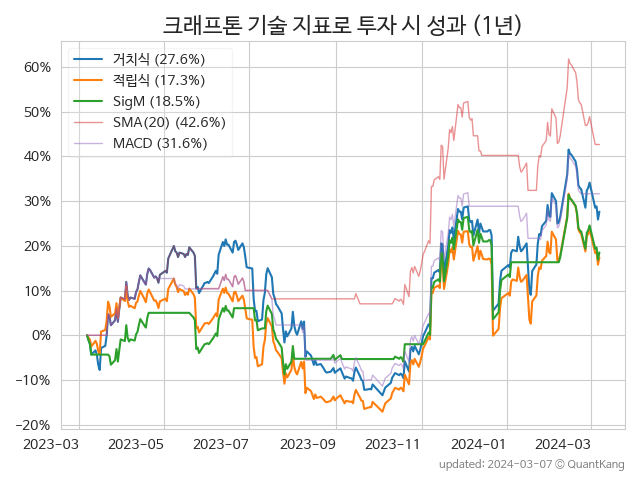 크래프톤 기술 지표로 투자 시 성과 (1년)
거치식 (27.6%)
적립식 (17.3%)
SigM (18.5%)
SMA(20) (42.6%)
MACD (31.6%)
60%
50%
40%
30%
20%
10%
0%
−10%
−20%
2023-03 2023-05 2023-07 2023-09 2023-11 2024-01 2024-03
updated: 2024-03-07 © QuantKang